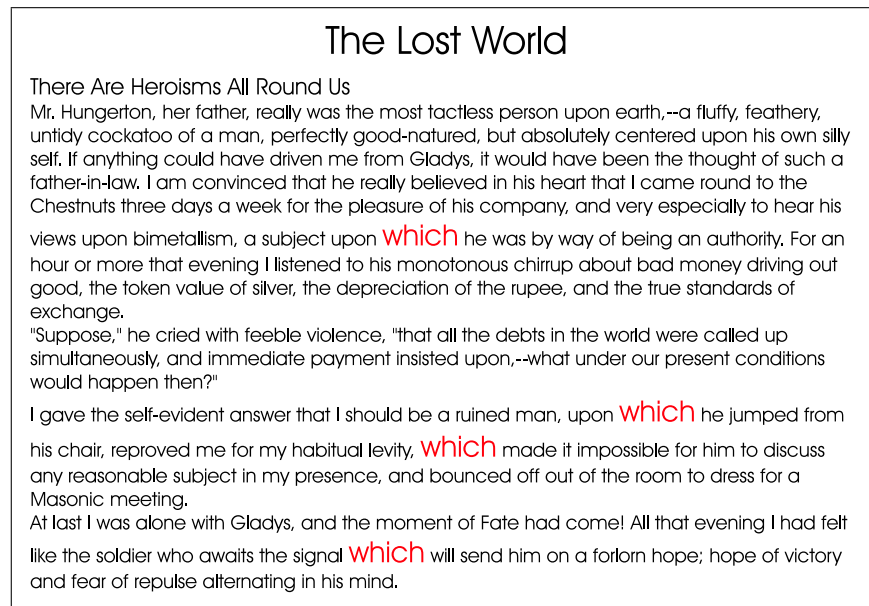 The Lost World
There Are Heroisms All Round Us
Mr. Hungerton, her father, really was the most tactless person upon earth,--a fluffy, feathery,
untidy cockatoo of a man, perfectly good-natured, but absolutely centered upon his own silly
self. If anything could have driven me from Gladys, it would have been the thought of such a
father-in-law. I am convinced that he really believed in his heart that I came round to the
Chestnuts three days a week for the pleasure of his company, and very especially to hear his
views upon bimetallism, a subject upon which he was by way of being an authority. For an
hour or more that evening I listened to his monotonous chirrup about bad money driving out
good, the token value of silver, the depreciation of the rupee, and the true standards of
exchange.
"Suppose," he cried with feeble violence, "that all the debts in the world were called up
simultaneously, and immediate payment insisted upon,--what under our present conditions
would happen then?"
I gave the self-evident answer that I should be a ruined man, upon which he jumped from
his chair, reproved me for my habitual levity, which made it impossible for him to discuss
any reasonable subject in my presence, and bounced off out of the room to dress for a
Masonic meeting.
At last I was alone with Gladys, and the moment of Fate had come! All that evening I had felt
like the soldier who awaits the signal which will send him on a forlorn hope; hope of victory
and fear of repulse alternating in his mind.